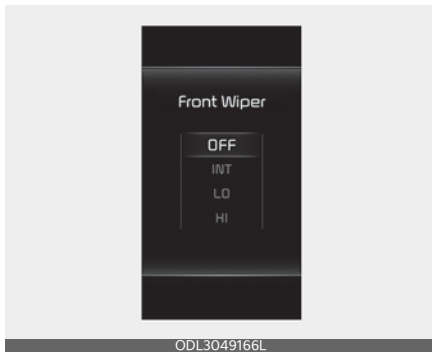 Front Wiper
OFF
INT
LO
HI
ODL3049166L